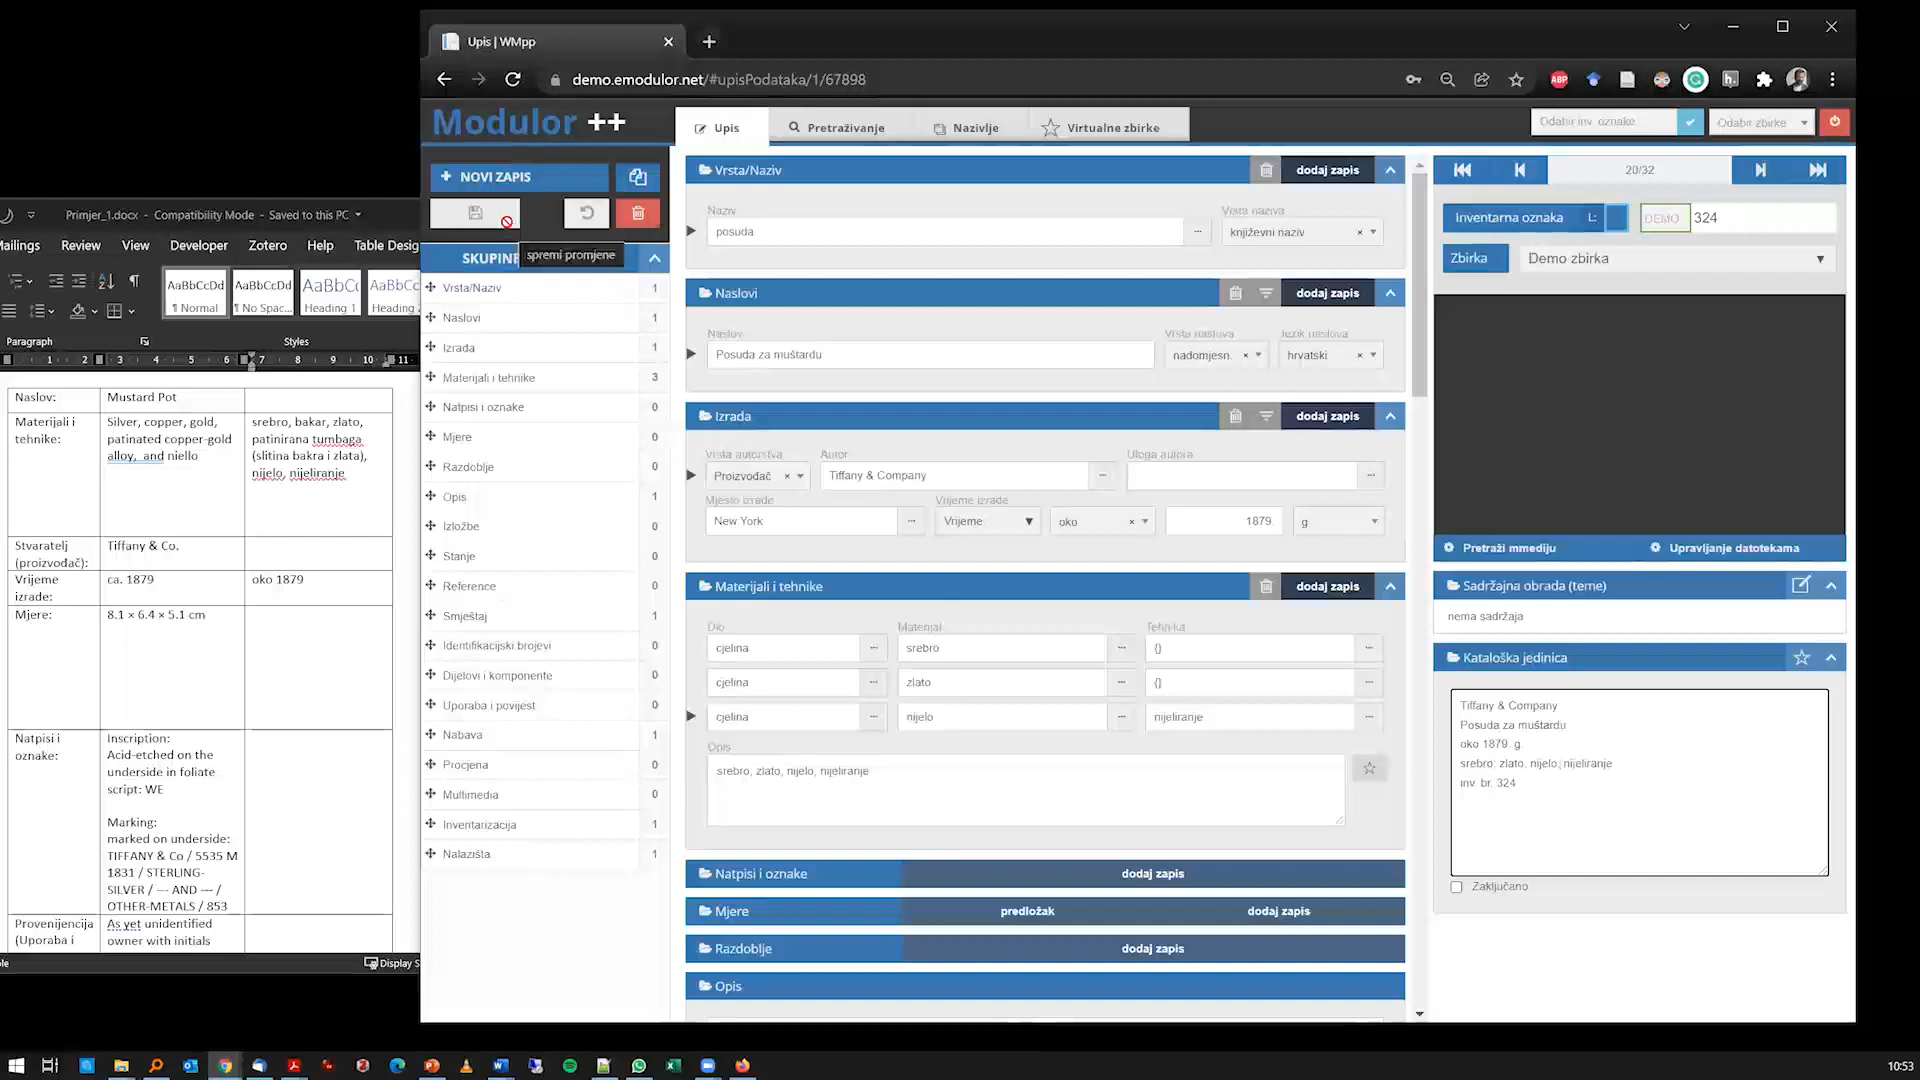 Upis | WMpp
demo.emodulor.net/#upisPodataka/1/67898
ABP
Primjer_1.docx - Compatibility Mode - Saved to this PC
Mailings Review View Developer Zotero Help Table Desig
AaBbCcDd AaBbCcDd AaBbCc AaBbCc
¶ Normal ¶ No Spac... Heading 1 Heading
Paragraph Styles
1 2 3 4 5 6 7 8 9 10 11
Naslov: Mustard Pot
Materijali i tehnike:
Silver, copper, gold,
patinated copper-gold
alloy, and niello
srebro, bakar, zlato,
patinirana tumbaga
(slitina bakra i zlata),
nijelo, nijeliranje
Stvaratelj
(proizvođač):
Tiffany & Co.
Vrijeme
izrade:
ca. 1879 oko 1879
Mjere: 8.1 × 6.4 × 5.1 cm
Natpisi i
oznake:
Inscription:
Acid-etched on the
underside in foliate
script: WE
Marking:
marked on underside:
TIFFANY & Co / 5535 M
1831 / STERLING-
SILVER / --- AND --- /
OTHER-METALS / 853
Provenijencija
(Uporaba i
As yet unidentified
owner with initials
Display S
Modulor ++
NOVI ZAPIS
SKUPINE
spremi promjene
Vrsta/Naziv 1
Naslovi 1
Izrada 1
Materijali i tehnike 3
Natpisi i oznake 0
Mjere 0
Razdoblje 0
Opis 1
Izložbe 0
Stanje 0
Reference 0
Smještaj 1
Identifikacijski brojevi 0
Dijelovi i komponente 0
Uporaba i povijest 0
Nabava 1
Procjena 0
Multimedia 0
Inventarizacija 1
Nalazišta 1
Upis Pretraživanje Nazivlje Virtualne zbirke
Odabir inv. oznake Odabir zbirke
Vrsta/Naziv dodaj zapis
Naziv Vrsta naziva
posuda ... književni naziv ×
Naslovi dodaj zapis
Naslov Vrsta naslova Jezik naslova
Posuda za muštardu nadomjesn. × hrvatski ×
Izrada dodaj zapis
Vrsta autorstva Autor Uloga autora
Proizvođač × Tiffany & Company ... ...
Mjesto izrade Vrijeme izrade
New York ... Vrijeme oko × 1879 g
Materijali i tehnike dodaj zapis
Dio Materijal Tehnika
cjelina ... srebro ... {} ...
cjelina ... zlato ... {} ...
cjelina ... nijelo ... nijeliranje ...
Opis
srebro; zlato, nijelo, nijeliranje
Natpisi i oznake dodaj zapis
Mjere predložak dodaj zapis
Razdoblje dodaj zapis
Opis
20/32
Inventarna oznaka L: DEMO 324
Zbirka Demo zbirka
Pretraži mmediju Upravljanje datotekama
Sadržajna obrada (teme)
nema sadržaja
Kataloška jedinica
Tiffany & Company
Posuda za muštardu
oko 1879. g.
srebro; zlato, nijelo, nijeliranje
inv. br. 324
Zaključano
10:53